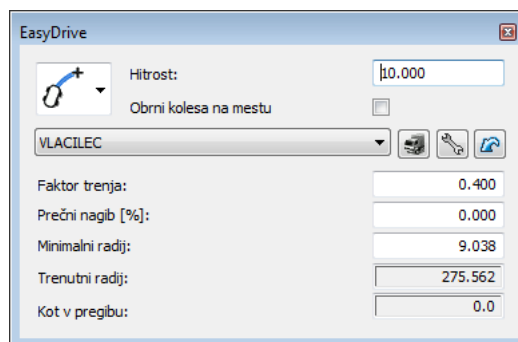 EasyDrive
Hitrost: 10.000
Obrni kolesa na mestu
VLACILEC
Faktor trenja: 0.400
Prečni nagib [%]: 0.000
Minimalni radij: 9.038
Trenutni radij: 275.562
Kot v pregibu: 0.0